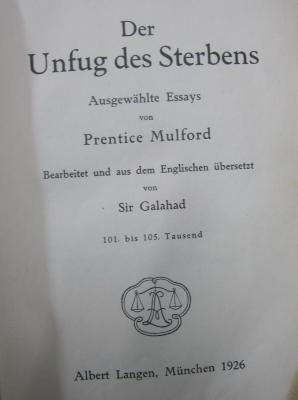 Der
Unfug des Sterbens
Ausgewählte Essays
von
Prentice Mulford
Bearbeitet und aus dem Englischen übersetzt
von
Sir Galahad
101. bis 105. Tausend
Albert Langen, München 1926